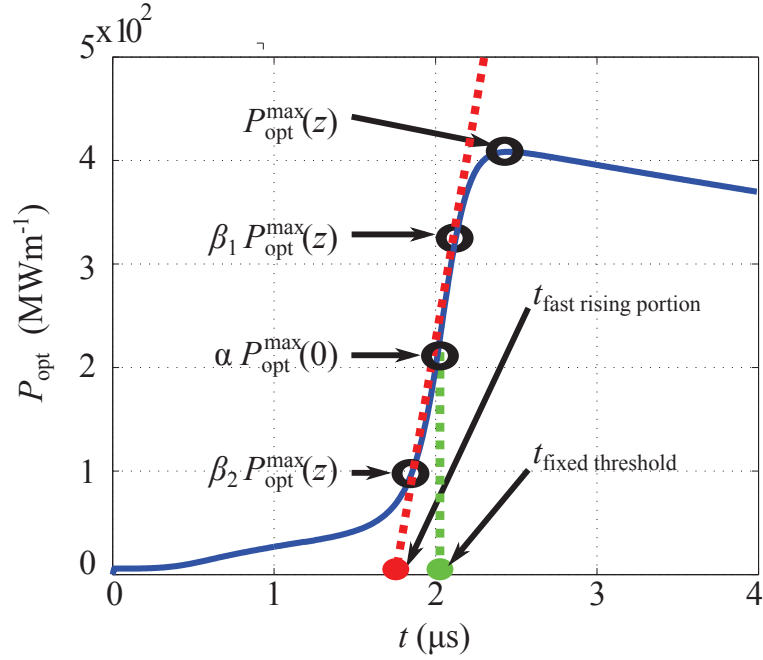 5x10²
P_opt^max(z)
4
β₁ P_opt^max(z)
3
t_fast rising portion
α P_opt^max(0)
2
β₂ P_opt^max(z)
t_fixed threshold
1
0
P_opt (MWm⁻¹)
0 1 2 3 4
t (μs)